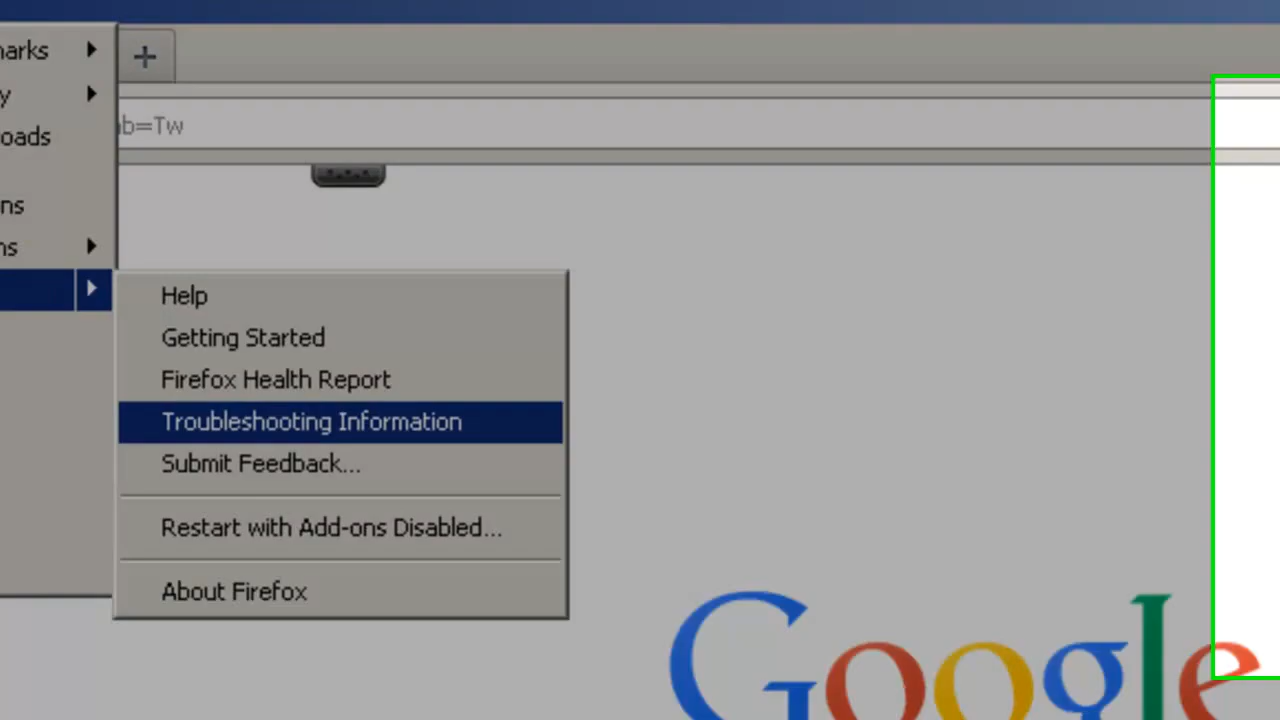 arks
y
oads
ns
ns
b=Tw
Help
Getting Started
Firefox Health Report
Troubleshooting Information
Submit Feedback...
Restart with Add-ons Disabled...
About Firefox
Google